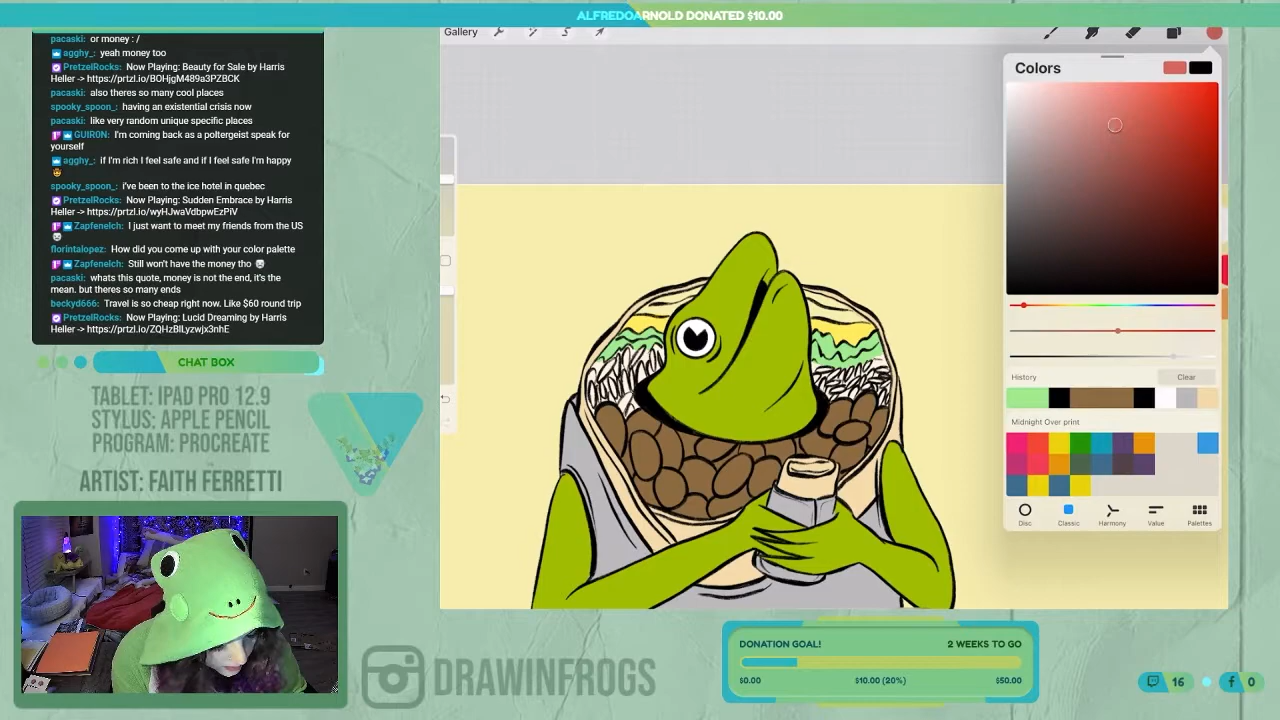 ALFREDOARNOLD DONATED $10.00
pacaski: or money : /
agghy_: yeah money too
PretzelRocks: Now Playing: Beauty for Sale by Harris
Heller -> https://prtzl.io/BOHjgM489a3PZBCK
pacaski: also theres so many cool places
spooky_spoon_: having an existential crisis now
pacaski: like very random unique specific places
GUIR0N: I'm coming back as a poltergeist speak for
yourself
agghy_: if I'm rich I feel safe and if I feel safe I'm happy
spooky_spoon_: i've been to the ice hotel in quebec
PretzelRocks: Now Playing: Sudden Embrace by Harris
Heller -> https://prtzl.io/wyHJwaVdbpwEzPiV
Zapfenelch: I just want to meet my friends from the US
florintalopez: How did you come up with your color palette
Zapfenelch: Still won't have the money tho
pacaski: whats this quote, money is not the end, it's the
mean. but theres so many ends
beckyd666: Travel is so cheap right now. Like $60 round trip
PretzelRocks: Now Playing: Lucid Dreaming by Harris
Heller -> https://prtzl.io/ZQHzBlLyzwjx3nhE
CHAT BOX
TABLET: IPAD PRO 12.9
STYLUS: APPLE PENCIL
PROGRAM: PROCREATE
ARTIST: FAITH FERRETTI
Gallery
Colors
History
Clear
Midnight Over print
Disc
Classic
Harmony
Value
Palettes
DRAWINFROGS
DONATION GOAL!
2 WEEKS TO GO
$0.00
$10.00 (20%)
$50.00
16
0